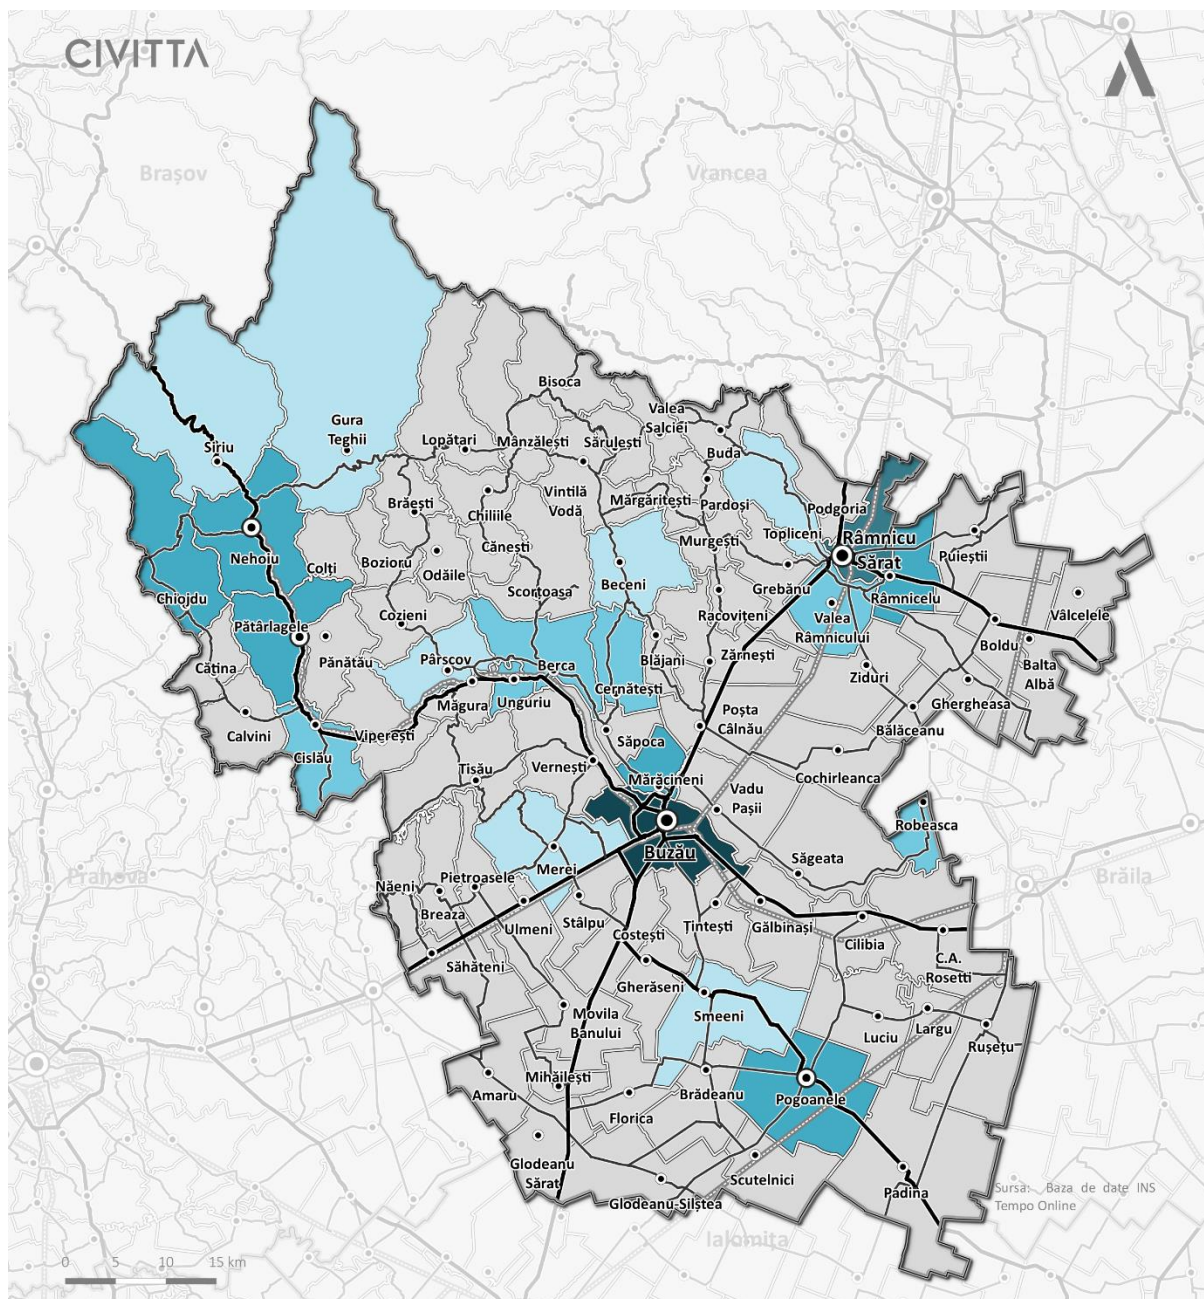 CIVITTA
Brașov
Vrancea
Bisoca
Valea
Salciei
Gura
Teghii
Siriu
Lopătari
Mânzălești
Sărulești
Buda
Brăești
Chiliile
Vintilă
Vodă
Mărgăritești
Pardoși
Podgoria
Nehoiu
Colți
Bozioru
Odăile
Cănești
Murgești
Topliceni
Râmnicu
Sărat
Puieștii
Chiojdu
Scorțoasa
Beceni
Grebănu
Râmnicelu
Vâlcelele
Pătârlagele
Cozieni
Racovițeni
Valea
Râmnicului
Cătina
Pănătău
Pârscov
Berca
Blăjani
Zărnești
Boldu
Balta
Albă
Ziduri
Măgura
Unguriu
Cernătești
Poșta
Câlnău
Ghergheasa
Calvini
Viperești
Săpoca
Bălăceanu
Cislău
Tisău
Vernești
Mărăcineni
Cochirleanca
Vadu
Pașii
Robeasca
Buzău
Merei
Săgeata
Prahova
Brăila
Năeni
Pietroasele
Breaza
Ulmeni
Stâlpu
Costești
Țintești
Gălbinași
Cilibia
C.A.
Rosetti
Săhăteni
Gherăseni
Movila
Banului
Smeeni
Luciu
Largu
Rușețu
Mihăilești
Amaru
Brădeanu
Pogoanele
Florica
Glodeanu
Sărat
Scutelnici
Padina
Glodeanu-Siliștea
Sursa: Baza de date INS
Tempo Online
Ialomița
0 5 10 15 km